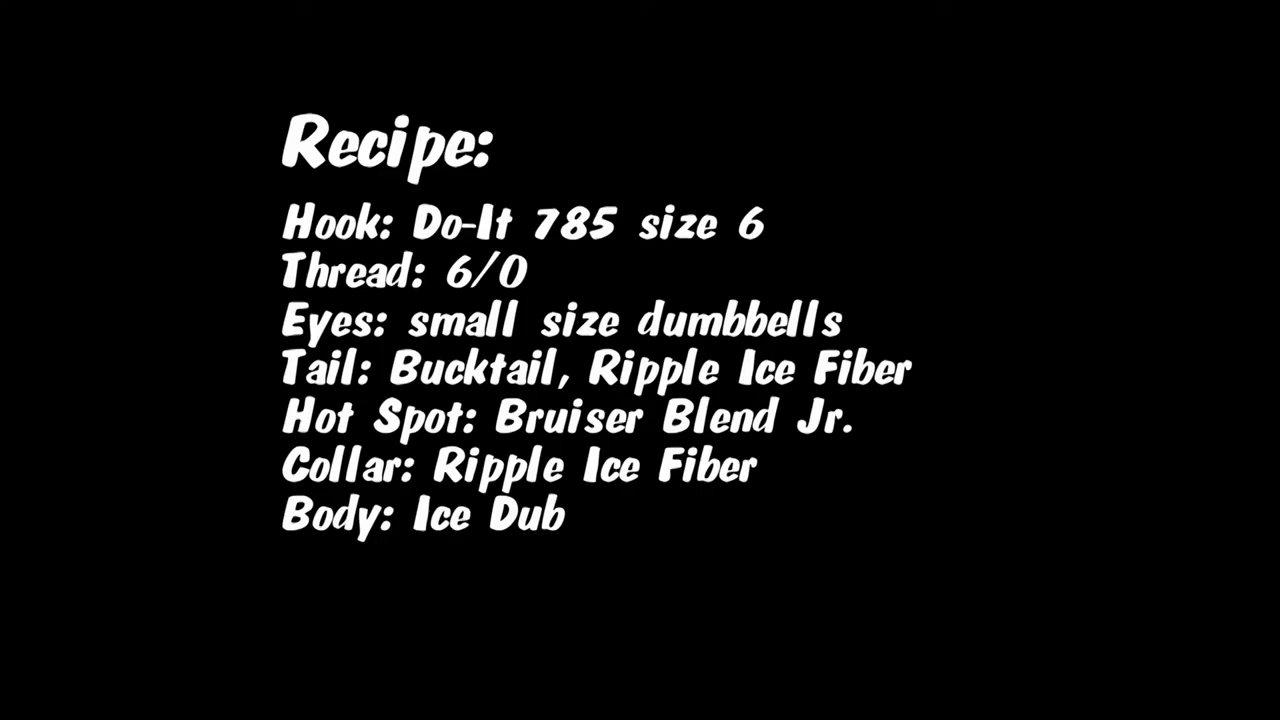 Recipe:
Hook: Do-It 785 size 6
Thread: 6/0
Eyes: small size dumbbells
Tail: Bucktail, Ripple Ice Fiber
Hot Spot: Bruiser Blend Jr.
Collar: Ripple Ice Fiber
Body: Ice Dub